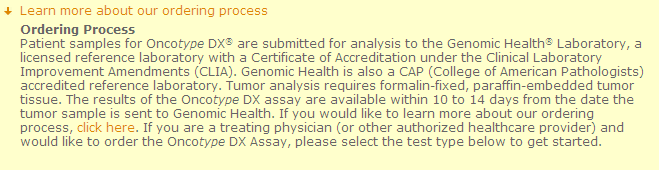 Learn more about our ordering process
Ordering Process
Patient samples for Oncotype DX® are submitted for analysis to the Genomic Health® Laboratory, a
licensed reference laboratory with a Certificate of Accreditation under the Clinical Laboratory
Improvement Amendments (CLIA). Genomic Health is also a CAP (College of American Pathologists)
accredited reference laboratory. Tumor analysis requires formalin-fixed, paraffin-embedded tumor
tissue. The results of the Oncotype DX assay are available within 10 to 14 days from the date the
tumor sample is sent to Genomic Health. If you would like to learn more about our ordering
process, click here. If you are a treating physician (or other authorized healthcare provider) and
would like to order the Oncotype DX Assay, please select the test type below to get started.